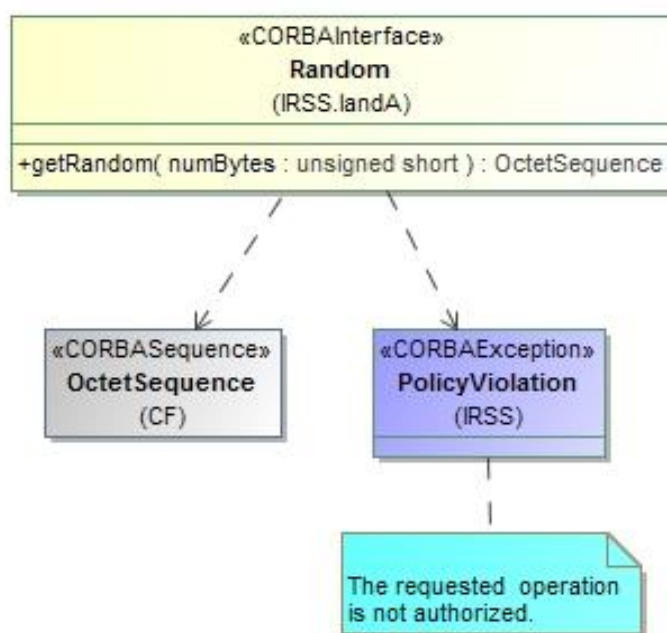 «CORBAInterface»
Random
(IRSS.IandA)
+getRandom( numBytes : unsigned short ) : OctetSequence
«CORBASequence»
OctetSequence
(CF)
«CORBAException»
PolicyViolation
(IRSS)
The requested operation
is not authorized.